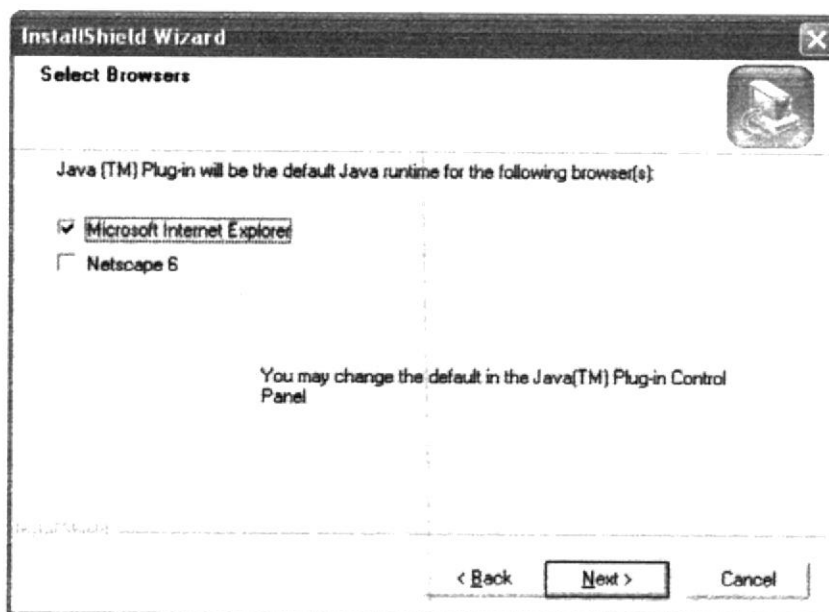 InstallShield Wizard
Select Browsers
Java (TM) Plug-in will be the default Java runtime for the following browser(s):
Microsoft Internet Explorer
Netscape 6
You may change the default in the Java(TM) Plug-in Control
Panel
InstallShield
< Back Next > Cancel